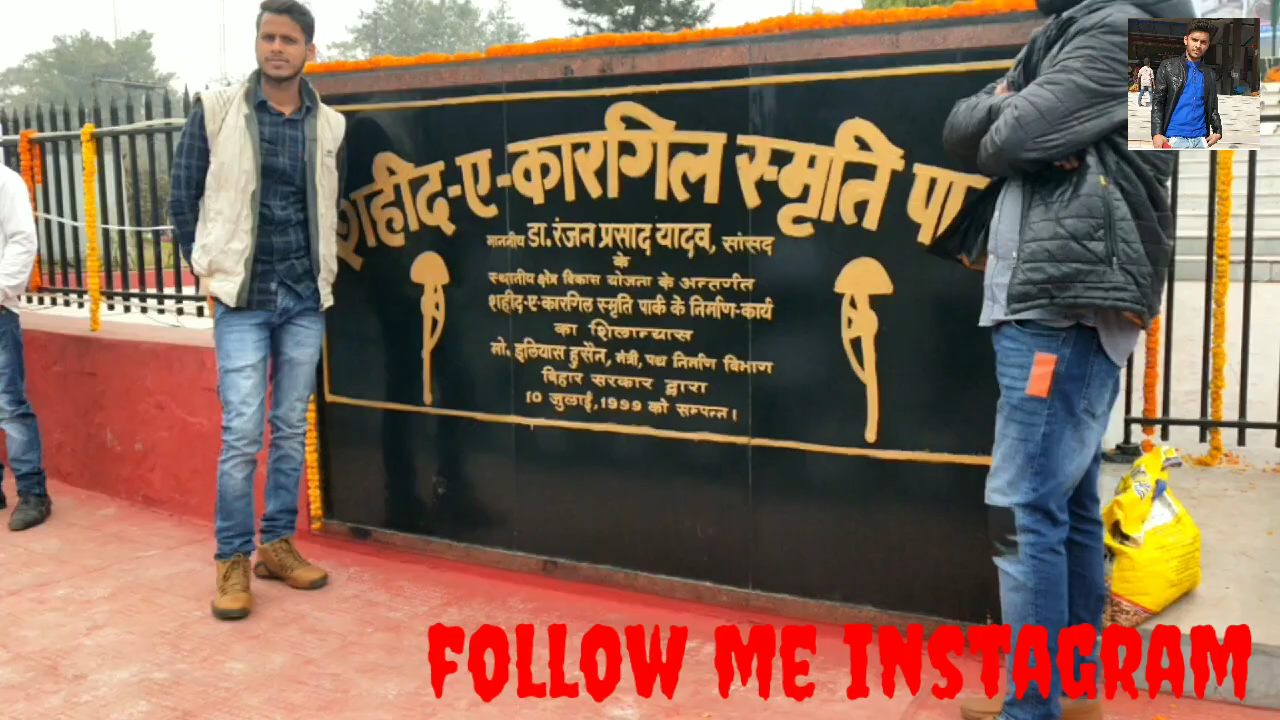 शहीद-ए-कारगिल स्मृति पा
माननीय डा. रंजन प्रसाद यादव, सांसद
के
स्थानीय क्षेत्र विकास योजना के अन्तर्गत
शहीद-ए-कारगिल स्मृति पार्क के निर्माण-कार्य
का शिलान्यास
मो. इलियास हुसैन, मंत्री, पथ निर्माण विभाग
बिहार सरकार द्वारा
10 जुलाई, 1999 को सम्पन्न।
FOLLOW ME INSTAGRAM